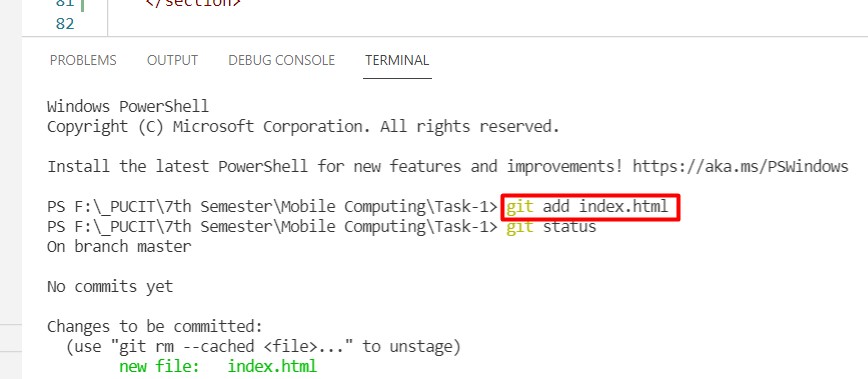 81 </section>
82
PROBLEMS OUTPUT DEBUG CONSOLE TERMINAL
Windows PowerShell
Copyright (C) Microsoft Corporation. All rights reserved.
Install the latest PowerShell for new features and improvements! https://aka.ms/PSWindows
PS F:\_PUCIT\7th Semester\Mobile Computing\Task-1> git add index.html
PS F:\_PUCIT\7th Semester\Mobile Computing\Task-1> git status
On branch master
No commits yet
Changes to be committed:
(use "git rm --cached <file>..." to unstage)
new file: index.html